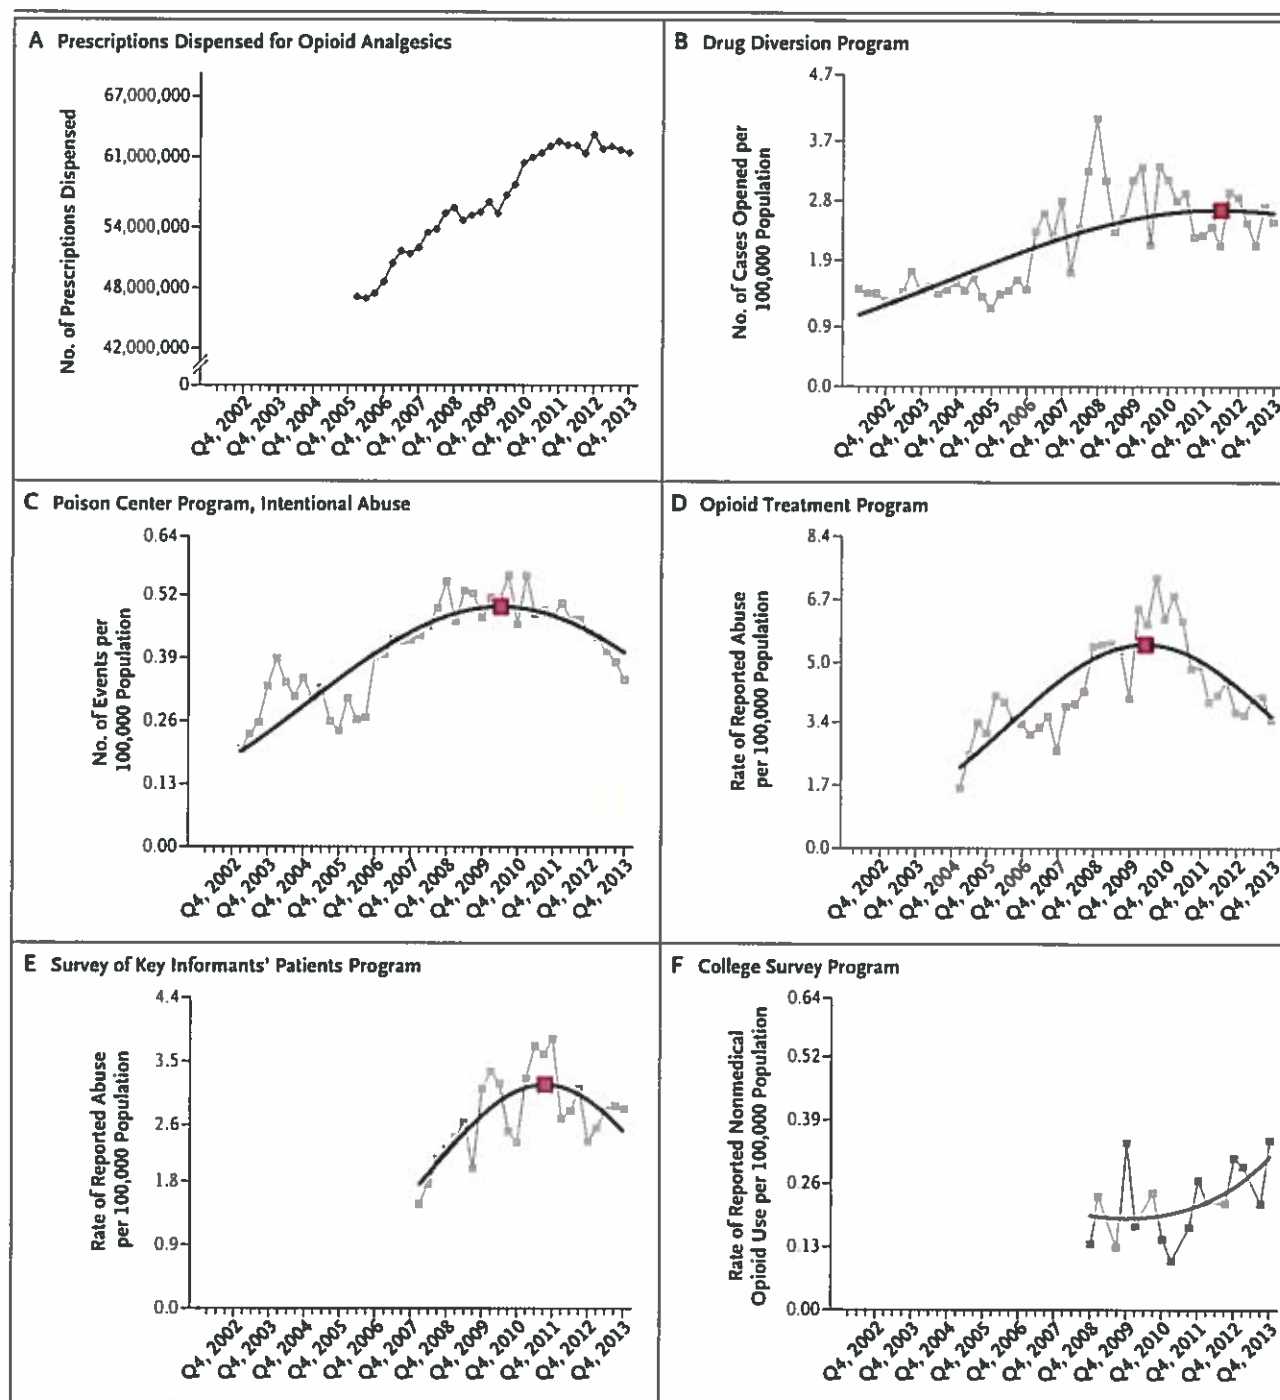 A Prescriptions Dispensed for Opioid Analgesics
No. of Prescriptions Dispensed
67,000,000
61,000,000
54,000,000
48,000,000
42,000,000
0
Q4, 2002
Q4, 2003
Q4, 2004
Q4, 2005
Q4, 2006
Q4, 2007
Q4, 2008
Q4, 2009
Q4, 2010
Q4, 2011
Q4, 2012
Q4, 2013
B Drug Diversion Program
No. of Cases Opened per
100,000 Population
4.7
3.7
2.8
1.9
0.9
0.0
Q4, 2002
Q4, 2003
Q4, 2004
Q4, 2005
Q4, 2006
Q4, 2007
Q4, 2008
Q4, 2009
Q4, 2010
Q4, 2011
Q4, 2012
Q4, 2013
C Poison Center Program, Intentional Abuse
No. of Events per
100,000 Population
0.64
0.52
0.39
0.26
0.13
0.00
Q4, 2002
Q4, 2003
Q4, 2004
Q4, 2005
Q4, 2006
Q4, 2007
Q4, 2008
Q4, 2009
Q4, 2010
Q4, 2011
Q4, 2012
Q4, 2013
D Opioid Treatment Program
Rate of Reported Abuse
per 100,000 Population
8.4
6.7
5.0
3.4
1.7
0.0
Q4, 2002
Q4, 2003
Q4, 2004
Q4, 2005
Q4, 2006
Q4, 2007
Q4, 2008
Q4, 2009
Q4, 2010
Q4, 2011
Q4, 2012
Q4, 2013
E Survey of Key Informants' Patients Program
Rate of Reported Abuse
per 100,000 Population
4.4
3.5
2.6
1.8
0.9
0.0
Q4, 2002
Q4, 2003
Q4, 2004
Q4, 2005
Q4, 2006
Q4, 2007
Q4, 2008
Q4, 2009
Q4, 2010
Q4, 2011
Q4, 2012
Q4, 2013
F College Survey Program
Rate of Reported Nonmedical
Opioid Use per 100,000 Population
0.64
0.52
0.39
0.26
0.13
0.00
Q4, 2002
Q4, 2003
Q4, 2004
Q4, 2005
Q4, 2006
Q4, 2007
Q4, 2008
Q4, 2009
Q4, 2010
Q4, 2011
Q4, 2012
Q4, 2013